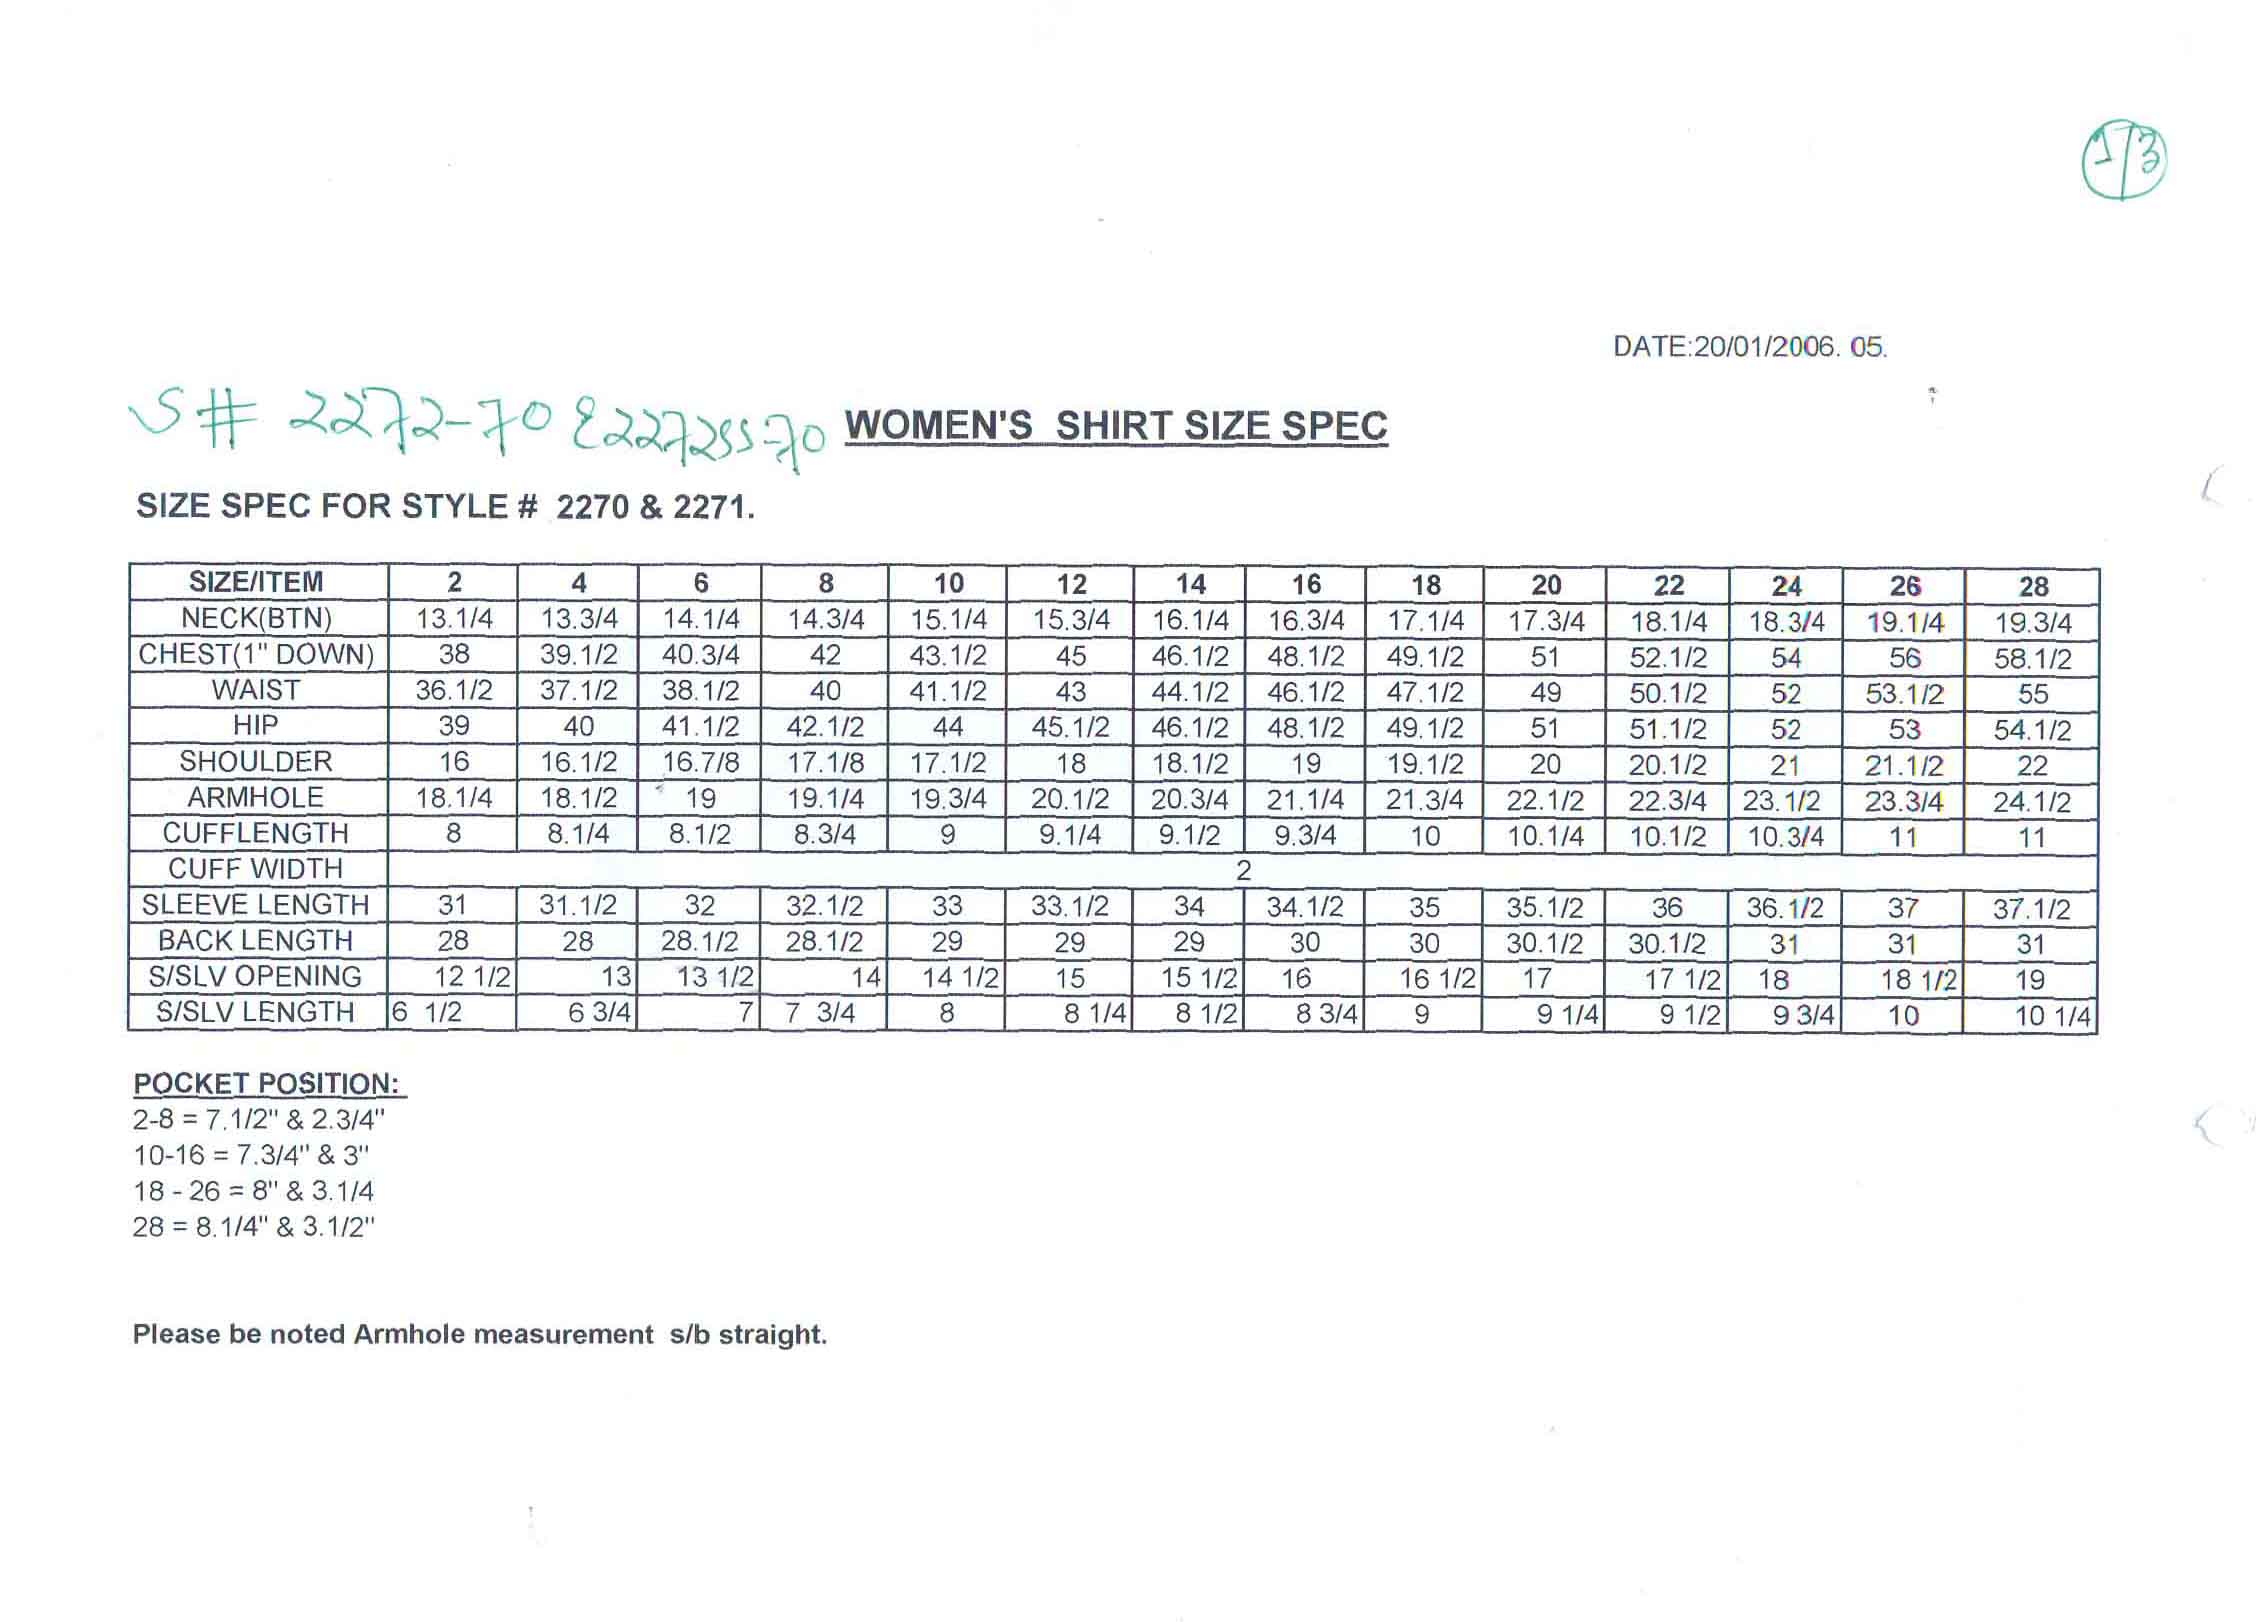 1/3
DATE:20/01/2006. 05.
S# 2272-70 & 2272SS-70 WOMEN'S SHIRT SIZE SPEC
SIZE SPEC FOR STYLE # 2270 & 2271.
SIZE/ITEM 2 4 6 8 10 12 14 16 18 20 22 24 26 28
NECK(BTN) 13.1/4 13.3/4 14.1/4 14.3/4 15.1/4 15.3/4 16.1/4 16.3/4 17.1/4 17.3/4 18.1/4 18.3/4 19.1/4 19.3/4
CHEST(1" DOWN) 38 39.1/2 40.3/4 42 43.1/2 45 46.1/2 48.1/2 49.1/2 51 52.1/2 54 56 58.1/2
WAIST 36.1/2 37.1/2 38.1/2 40 41.1/2 43 44.1/2 46.1/2 47.1/2 49 50.1/2 52 53.1/2 55
HIP 39 40 41.1/2 42.1/2 44 45.1/2 46.1/2 48.1/2 49.1/2 51 51.1/2 52 53 54.1/2
SHOULDER 16 16.1/2 16.7/8 17.1/8 17.1/2 18 18.1/2 19 19.1/2 20 20.1/2 21 21.1/2 22
ARMHOLE 18.1/4 18.1/2 19 19.1/4 19.3/4 20.1/2 20.3/4 21.1/4 21.3/4 22.1/2 22.3/4 23.1/2 23.3/4 24.1/2
CUFFLENGTH 8 8.1/4 8.1/2 8.3/4 9 9.1/4 9.1/2 9.3/4 10 10.1/4 10.1/2 10.3/4 11 11
CUFF WIDTH 2
SLEEVE LENGTH 31 31.1/2 32 32.1/2 33 33.1/2 34 34.1/2 35 35.1/2 36 36.1/2 37 37.1/2
BACK LENGTH 28 28 28.1/2 28.1/2 29 29 29 30 30 30.1/2 30.1/2 31 31 31
S/SLV OPENING 12 1/2 13 13 1/2 14 14 1/2 15 15 1/2 16 16 1/2 17 17 1/2 18 18 1/2 19
S/SLV LENGTH 6 1/2 6 3/4 7 7 3/4 8 8 1/4 8 1/2 8 3/4 9 9 1/4 9 1/2 9 3/4 10 10 1/4
POCKET POSITION:
2-8 = 7.1/2" & 2.3/4"
10-16 = 7.3/4" & 3"
18 - 26 = 8" & 3.1/4
28 = 8.1/4" & 3.1/2"
Please be noted Armhole measurement s/b straight.